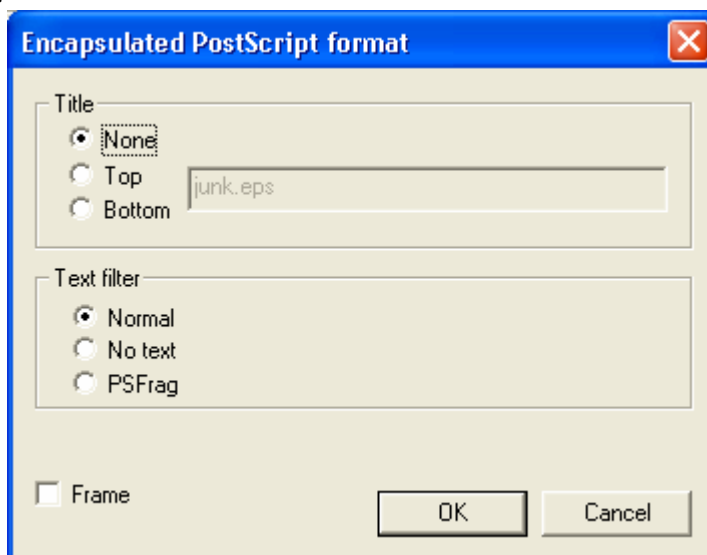 Encapsulated PostScript format
Title
None
Top
junk.eps
Bottom
Text filter
Normal
No text
PSFrag
Frame
OK
Cancel